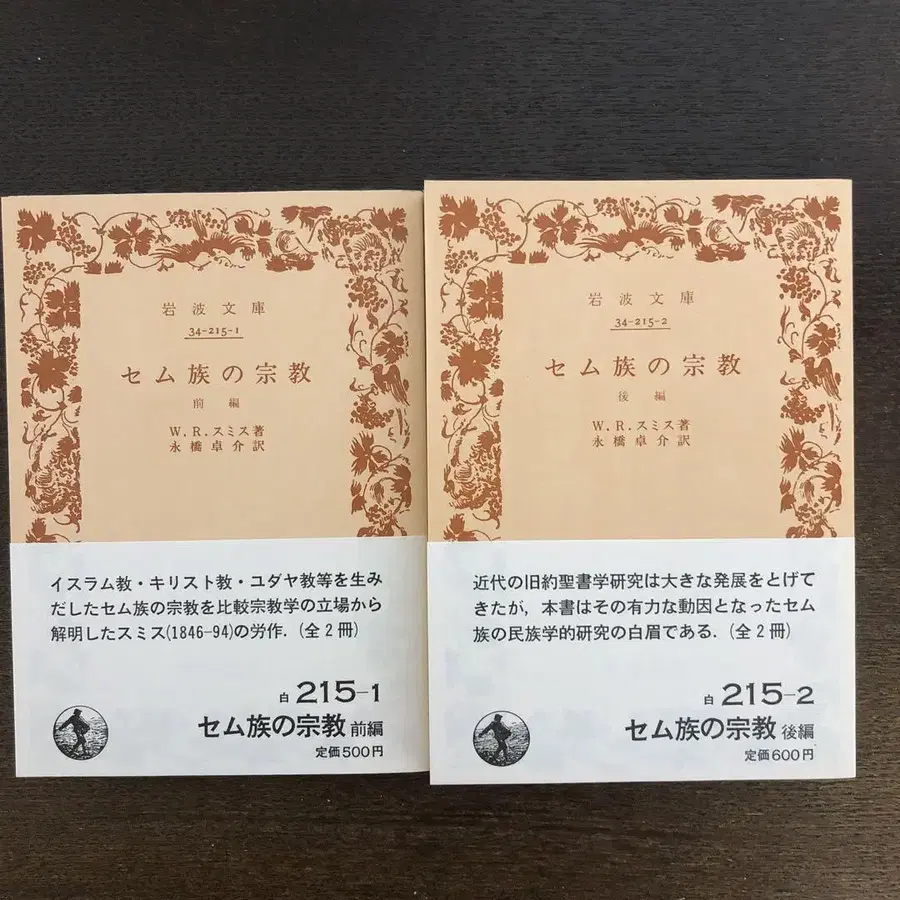 岩波文庫
34-215-1
セム族の宗教
前編
W.R.スミス著
永橋卓介訳
イスラム教・キリスト教・ユダヤ教等を生み
だしたセム族の宗教を比較宗教学の立場から
解明したスミス(1846-94)の労作.(全2冊)
白 215-1
セム族の宗教 前編
定価500円
岩波文庫
34-215-2
セム族の宗教
後編
W.R.スミス著
永橋卓介訳
近代の旧約聖書学研究は大きな発展をとげて
きたが,本書はその有力な動因となったセム
族の民族学的研究の白眉である.(全2冊)
白 215-2
セム族の宗教 後編
定価600円